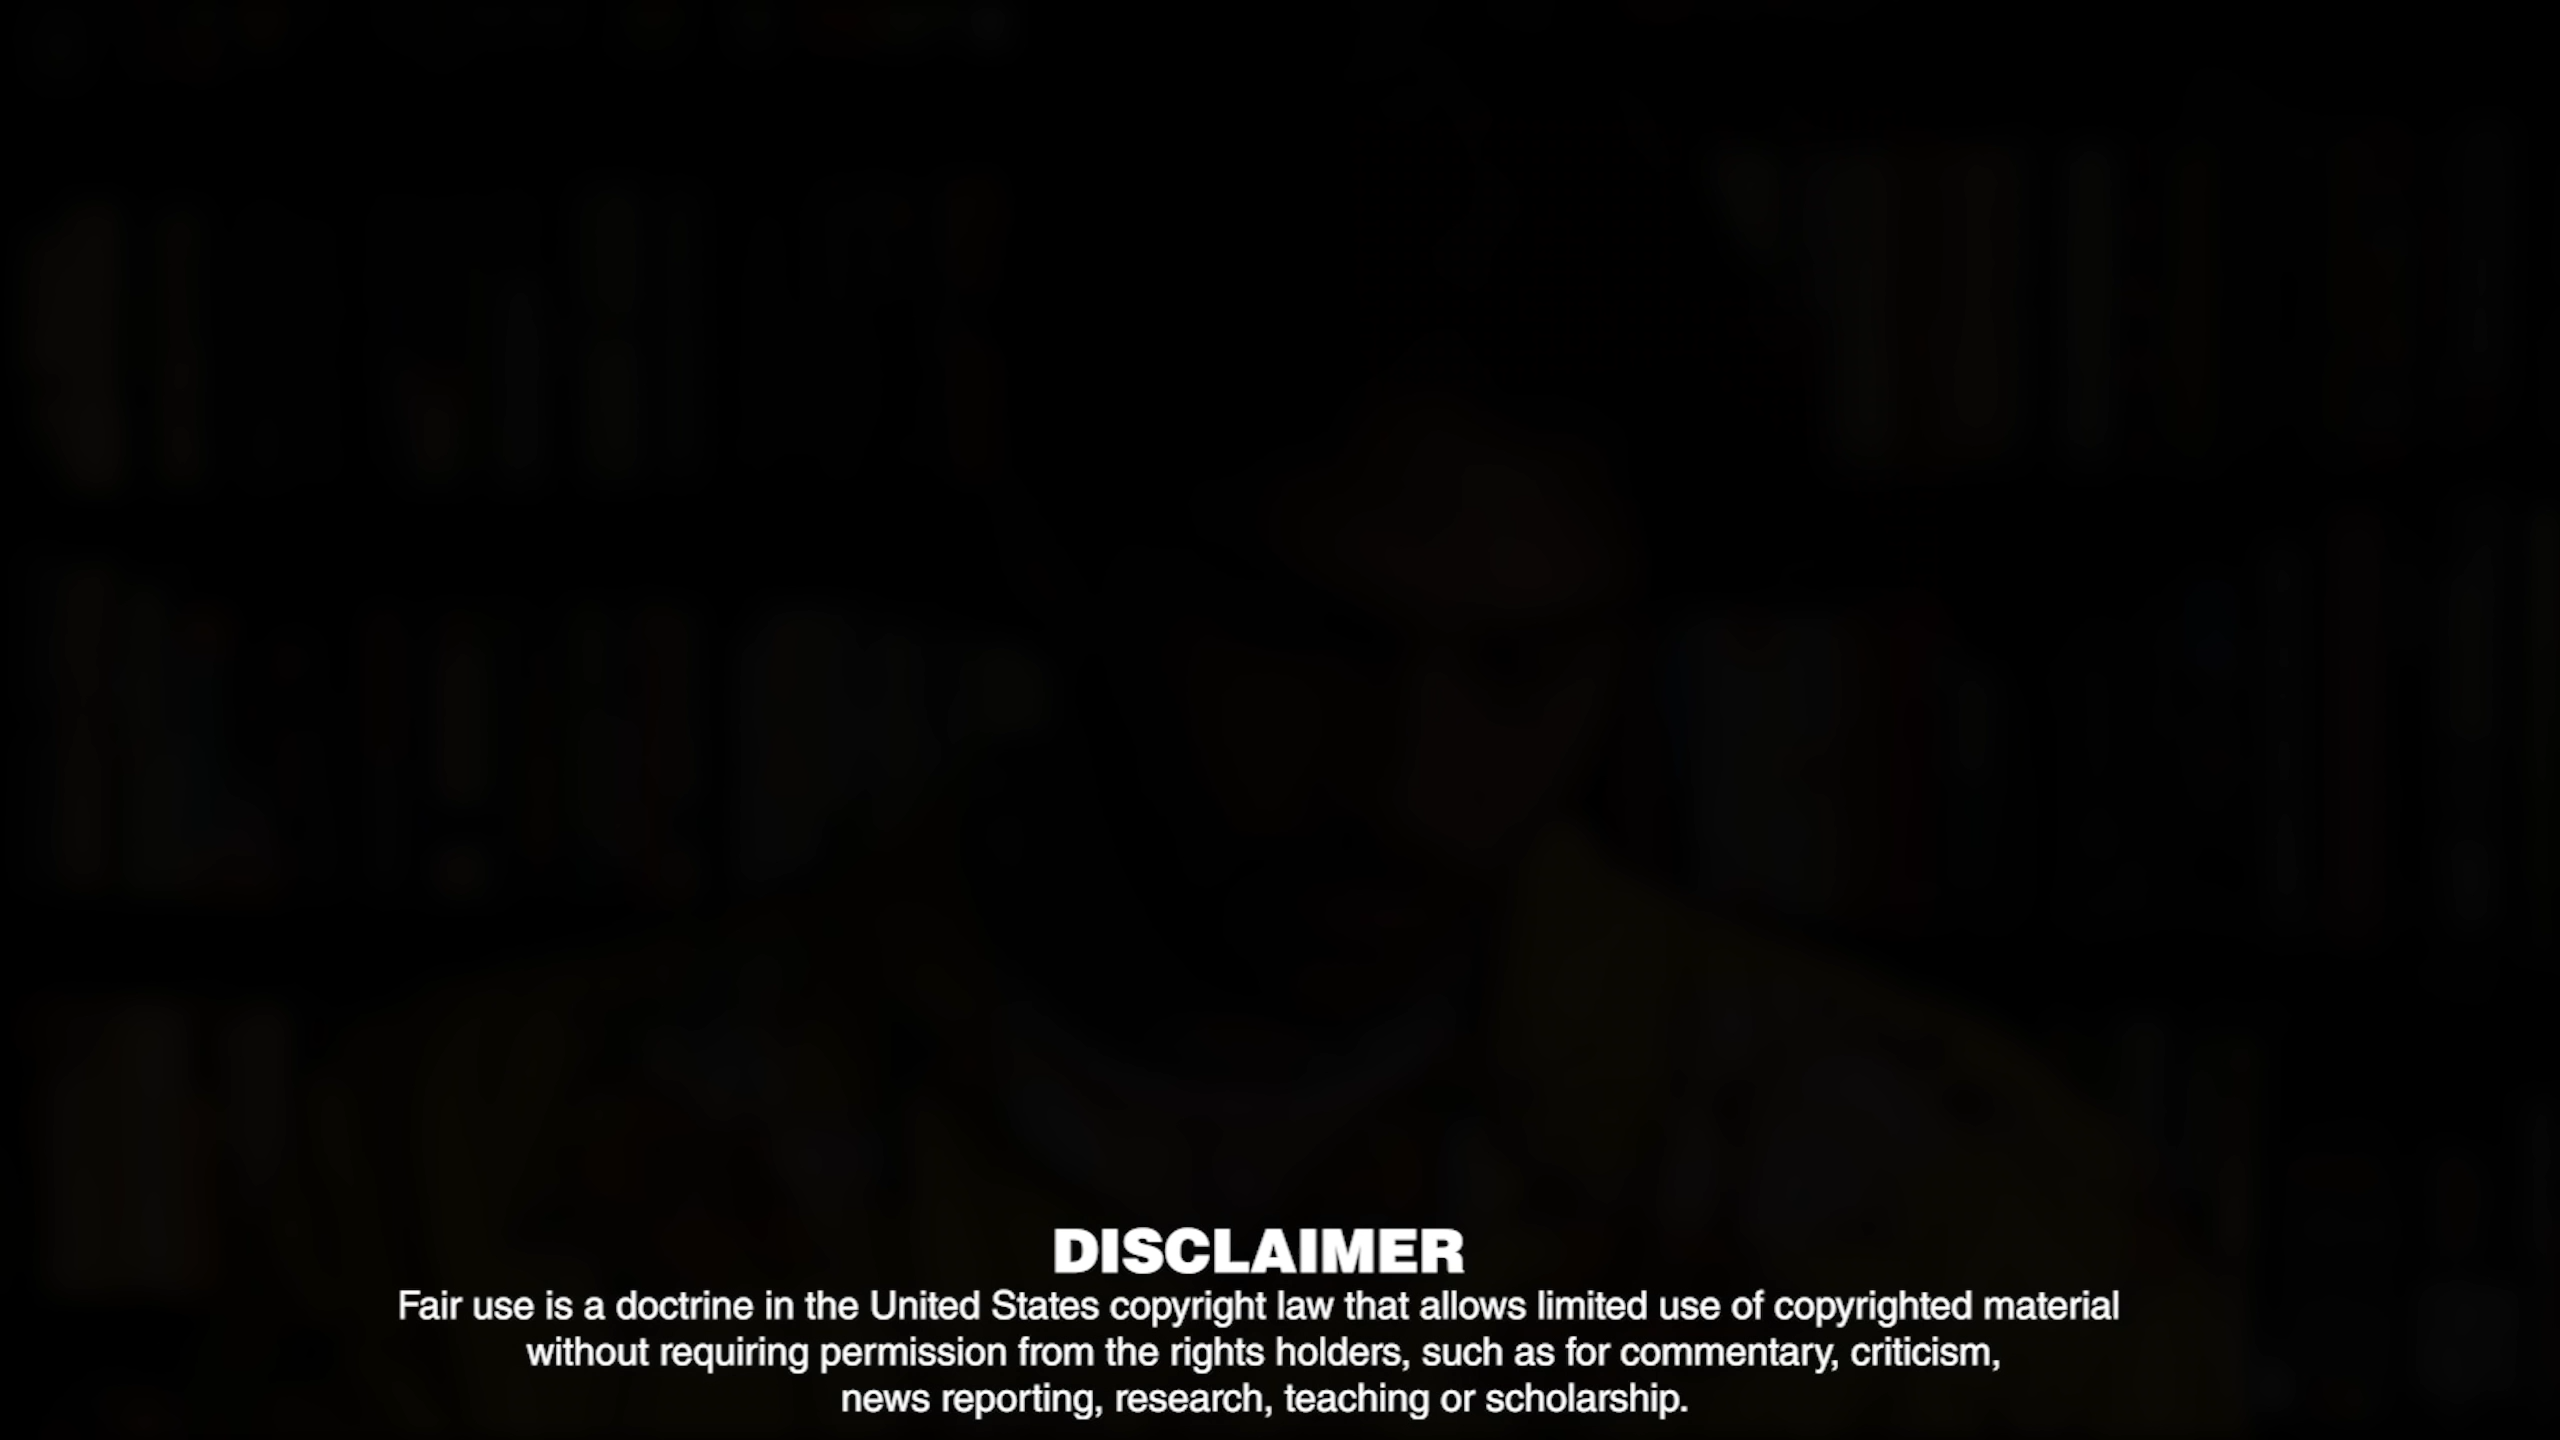 DISCLAIMER
Fair use is a doctrine in the United States copyright law that allows limited use of copyrighted material
without requiring permission from the rights holders, such as for commentary, criticism,
news reporting, research, teaching or scholarship.